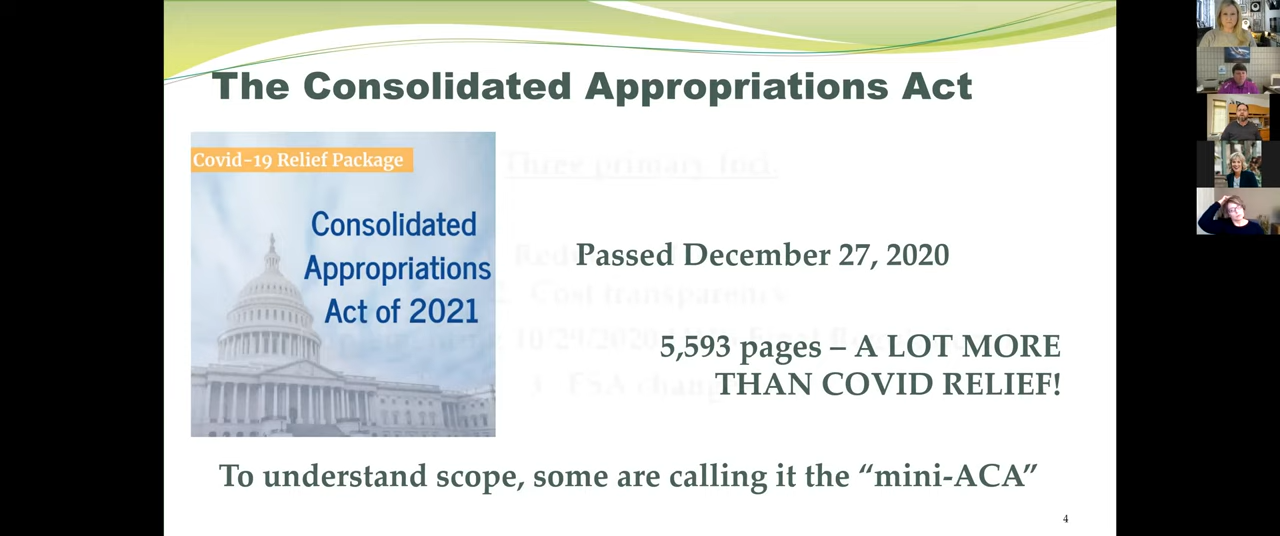 The Consolidated Appropriations Act
Covid-19 Relief Package
Consolidated
Appropriations
Act of 2021
Three primary foci.
Passed December 27, 2020
Cost transparency
10/29/2020
5,593 pages – A LOT MORE
THAN COVID RELIEF!
3. FSA
To understand scope, some are calling it the “mini-ACA”
4